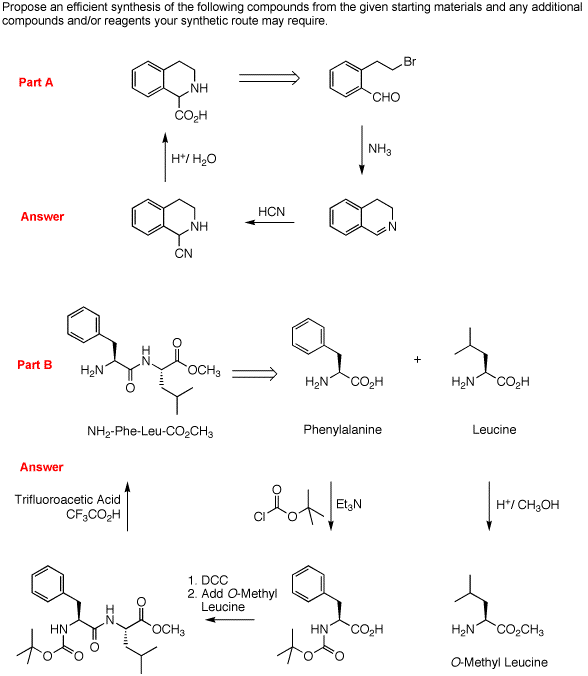 Propose an efficient synthesis of the following compounds from the given starting materials and any additional
compounds and/or reagents your synthetic route may require.
Part A
NH
CO₂H
Br
CHO
H⁺/ H₂O
NH₃
Answer
NH
CN
HCN
N
Part B
H₂N
O
H
N
O
OCH₃
NH₂-Phe-Leu-CO₂CH₃
H₂N
CO₂H
Phenylalanine
+
H₂N
CO₂H
Leucine
Answer
Trifluoroacetic Acid
CF₃CO₂H
O
Cl
O
Et₃N
H⁺/ CH₃OH
1. DCC
2. Add O-Methyl
Leucine
HN
O
O
O
H
N
O
OCH₃
HN
CO₂H
O
O
H₂N
CO₂CH₃
O-Methyl Leucine